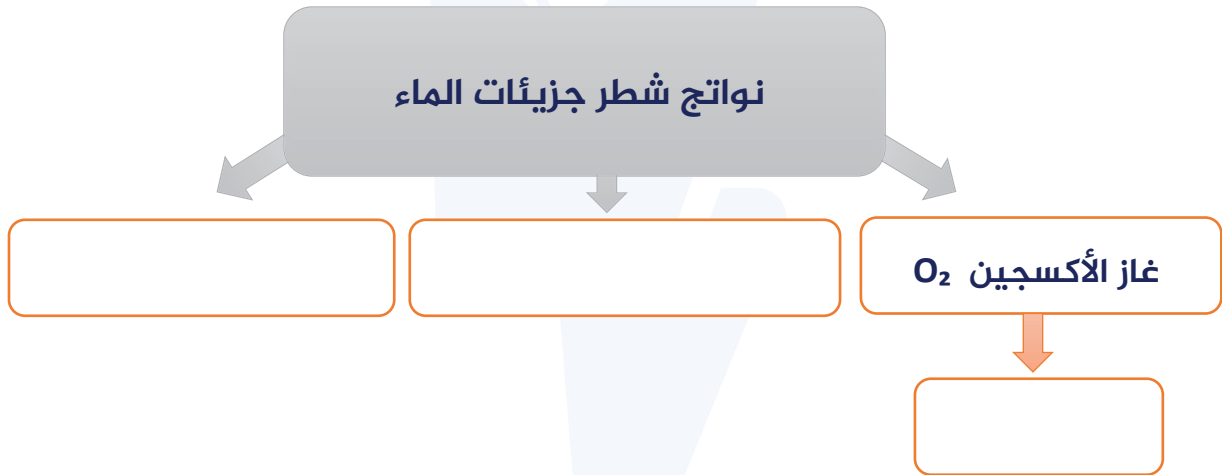 نواتج شطر جزيئات الماء
غاز الأكسجين O₂